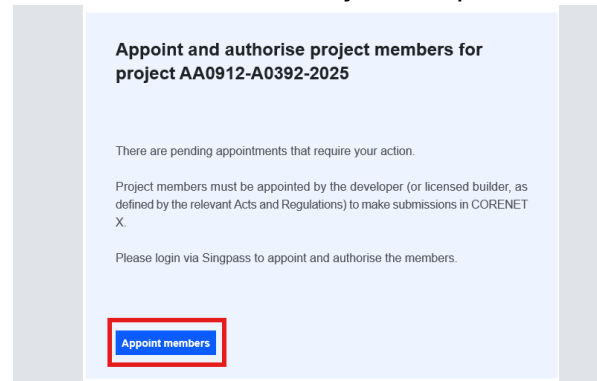 Appoint and authorise project members for
project AA0912-A0392-2025
There are pending appointments that require your action.
Project members must be appointed by the developer (or licensed builder, as
defined by the relevant Acts and Regulations) to make submissions in CORENET
X.
Please login via Singpass to appoint and authorise the members.
Appoint members